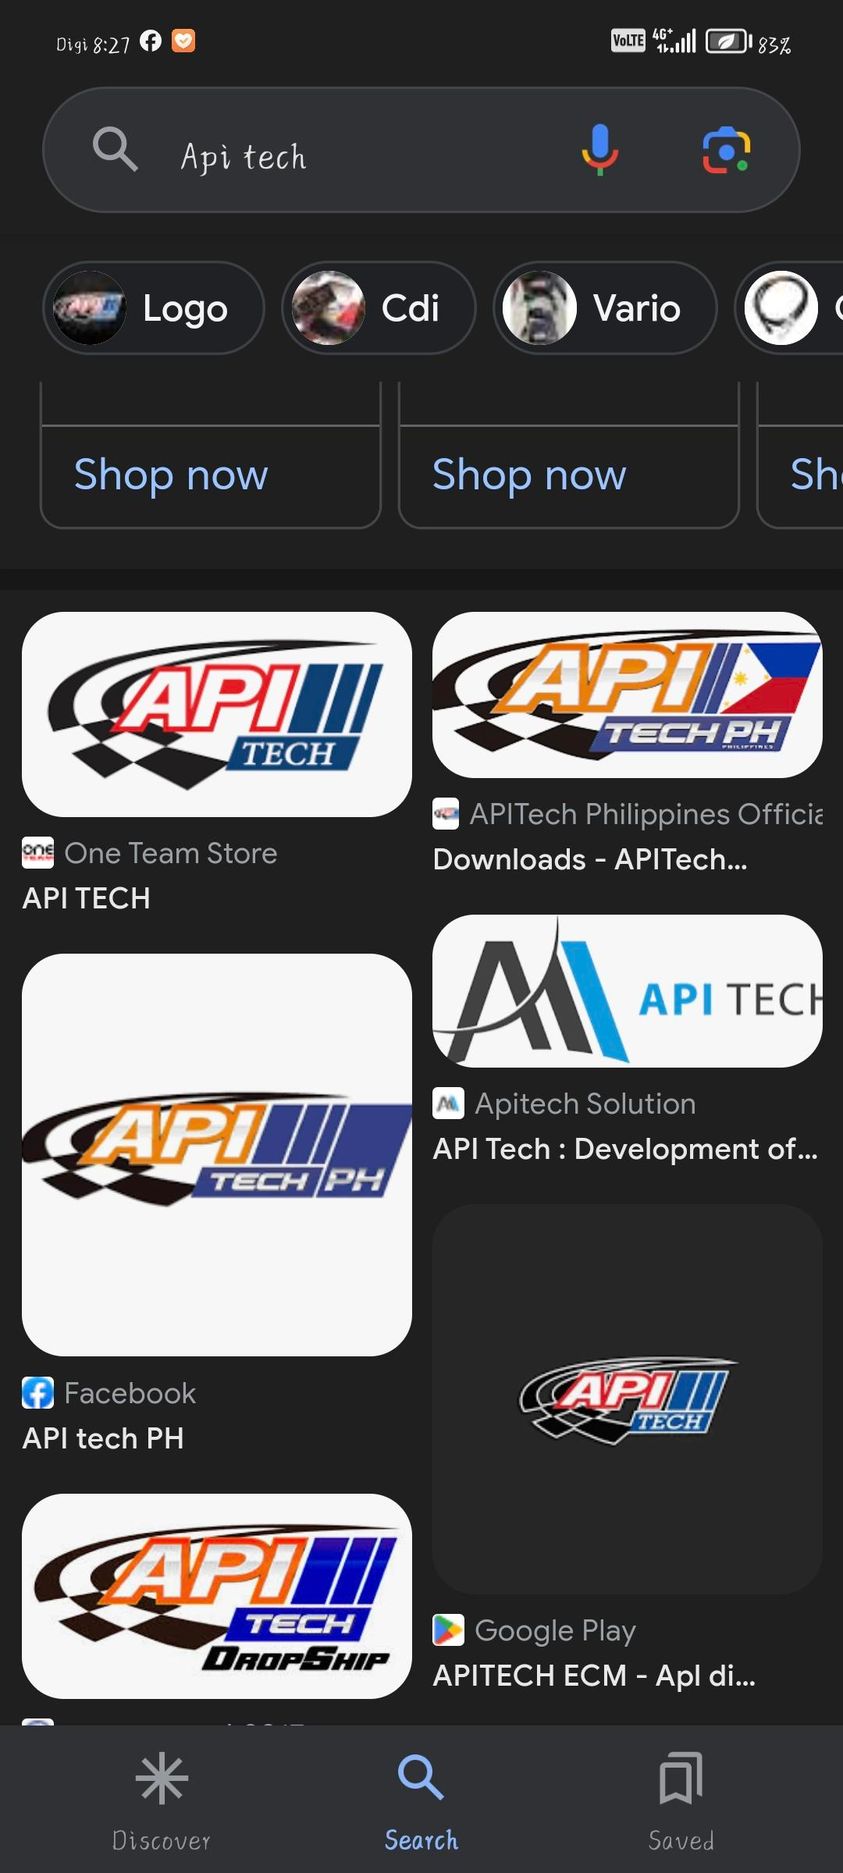 Digi 8:27
VoLTE 4G+ 83%
Api tech
Logo Cdi Vario
Shop now Shop now Sh
API
TECH
One Team Store
API TECH
API
TECH PH
PHILIPPINES
APITech Philippines Officia
Downloads - APITech...
API TECH
Apitech Solution
API Tech : Development of...
API
TECH PH
Facebook
API tech PH
API
TECH
Google Play
APITECH ECM - Apl di...
API
TECH
DROPSHIP
Discover Search Saved